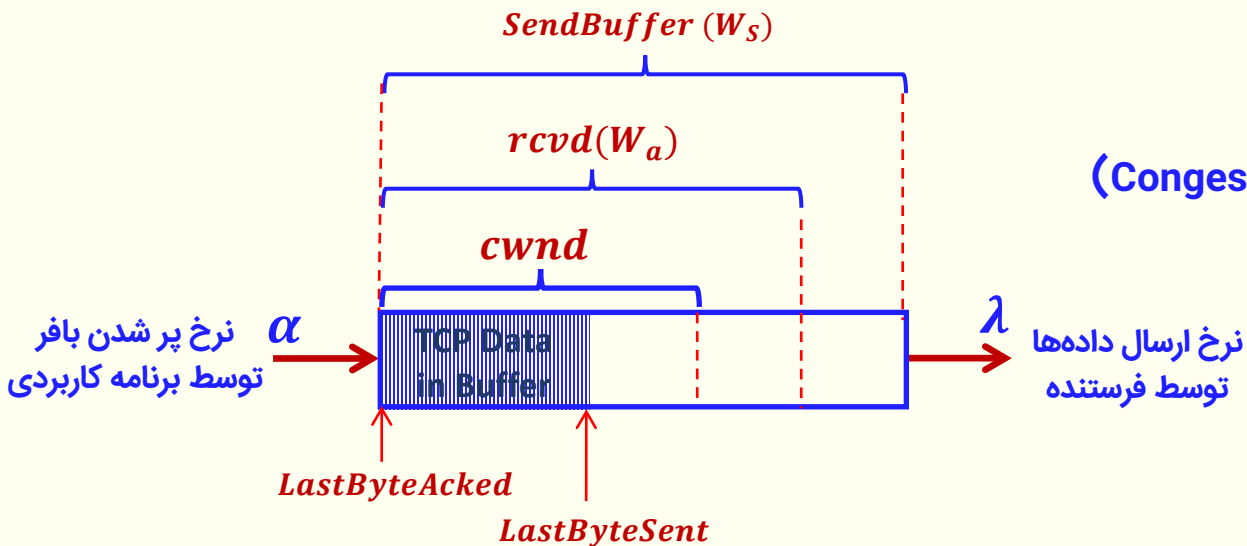 SendBuffer (W_S)
rcvd(W_a)
(Conges
cwnd
نرخ پر شدن بافر
توسط برنامه کاربردی
α
TCP Data
in Buffer
λ
نرخ ارسال داده‌ها
توسط فرستنده
LastByteAcked
LastByteSent